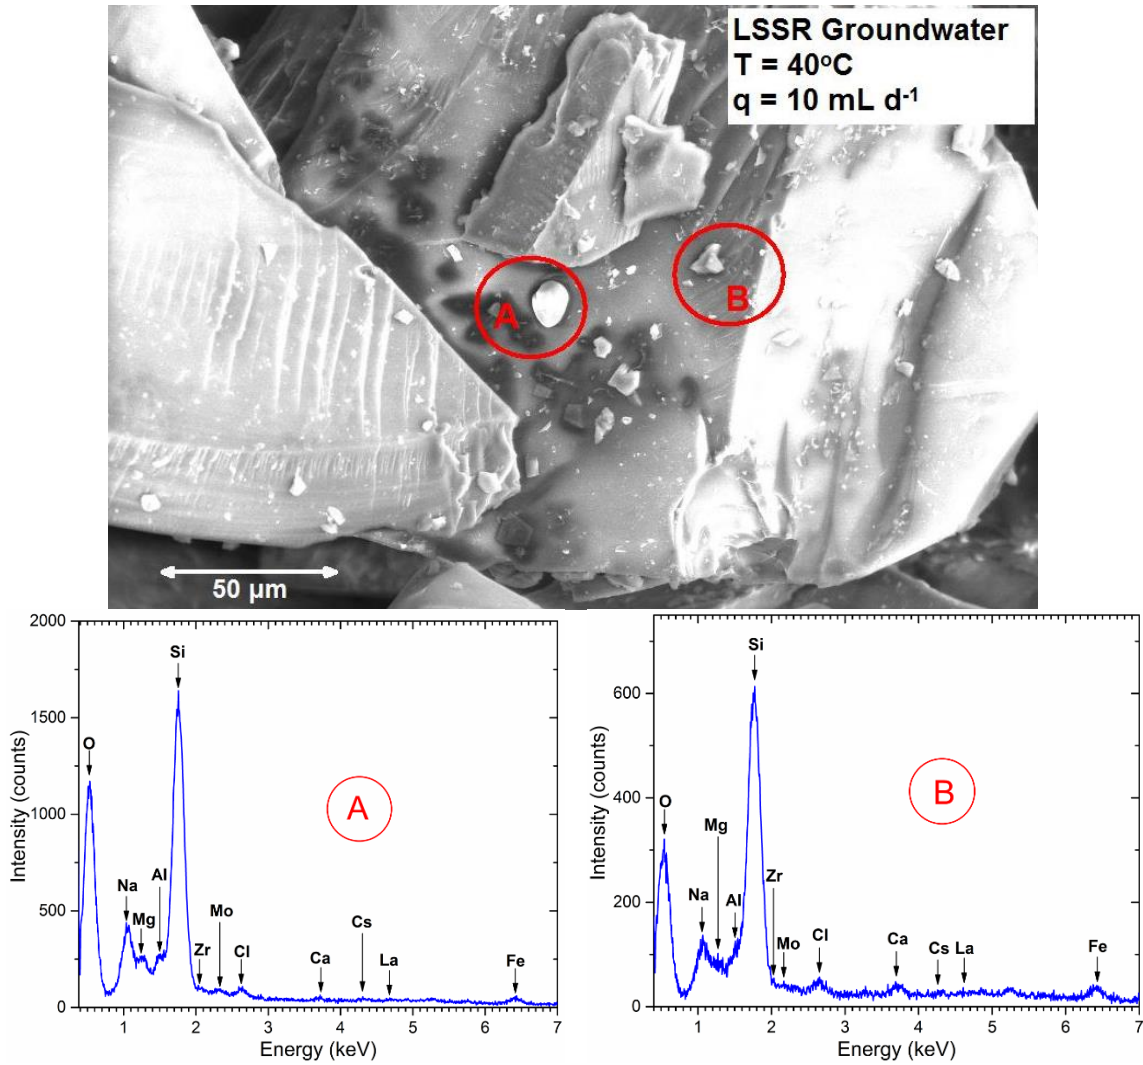 LSSR Groundwater
T = 40°C
q = 10 mL d-1
A
B
50 µm
2000
1500
1000
500
0
Intensity (counts)
O
Na
Mg
Al
Si
Zr
Mo
Cl
Ca
Cs
La
Fe
A
1
2
3
4
5
6
7
Energy (keV)
600
400
200
0
Intensity (counts)
O
Na
Mg
Al
Si
Zr
Mo
Cl
Ca
Cs
La
Fe
B
1
2
3
4
5
6
7
Energy (keV)